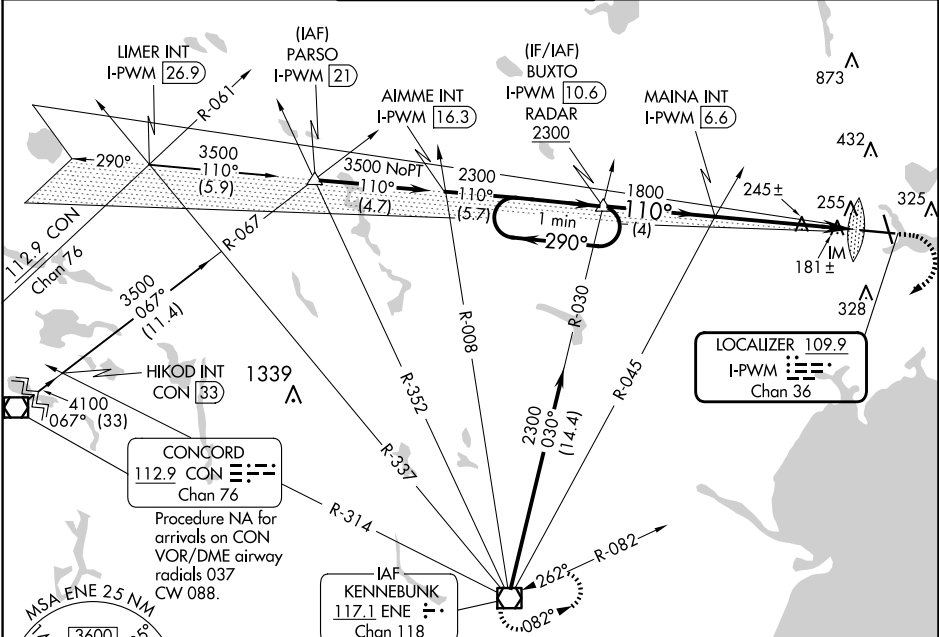 (IAF)
PARSO
I-PWM 21
LIMER INT
I-PWM 26.9
(IF/IAF)
BUXTO
I-PWM 10.6
RADAR
2300
AIMME INT
I-PWM 16.3
MAINA INT
I-PWM 6.6
873
432
R-061
290°
3500
110°
(5.9)
3500 NoPT
110°
(4.7)
2300
110°
(5.7)
1 min
290°
1800
110°
(4)
245±
255
325
IM
181±
328
112.9 CON
Chan 76
R-067
3500
067°
(11.4)
R-008
R-030
R-045
R-352
R-337
LOCALIZER 109.9
I-PWM
Chan 36
HIKOD INT
CON 33
1339
4100
067° (33)
2300
030°
(14.4)
CONCORD
112.9 CON
Chan 76
Procedure NA for
arrivals on CON
VOR/DME airway
radials 037
CW 088.
R-314
R-082
262°
082°
IAF
KENNEBUNK
117.1 ENE
Chan 118
MSA ENE 25 NM
3600